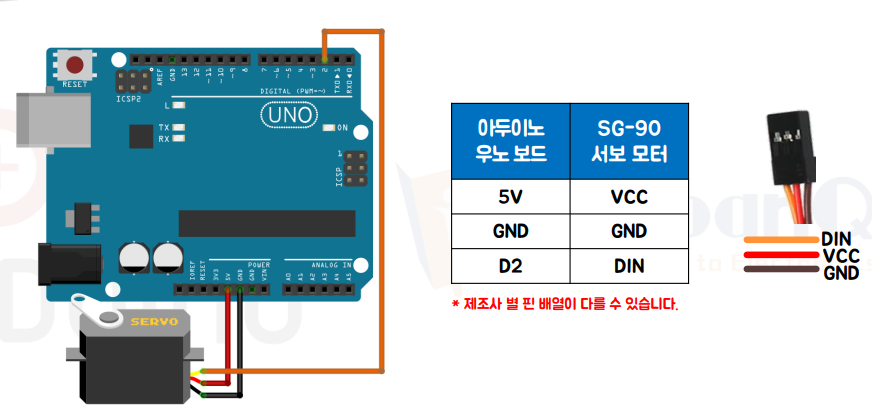 RESET
ICSP2
AREF
GND
13
12
~11
~10
~9
8
7
~6
~5
4
~3
2
TX0▶1
RX0◀0
DIGITAL (PWM=~)
L
TX
RX
UNO
ON
1
ICSP
POWER
ANALOG IN
IOREF
RESET
3V3
5V
GND
GND
VIN
A0
A1
A2
A3
A4
A5
SERVO
아두이노 우노 보드
SG-90 서보 모터
5V VCC
GND GND
D2 DIN
* 제조사 별 핀 배열이 다를 수 있습니다.
DIN
VCC
GND